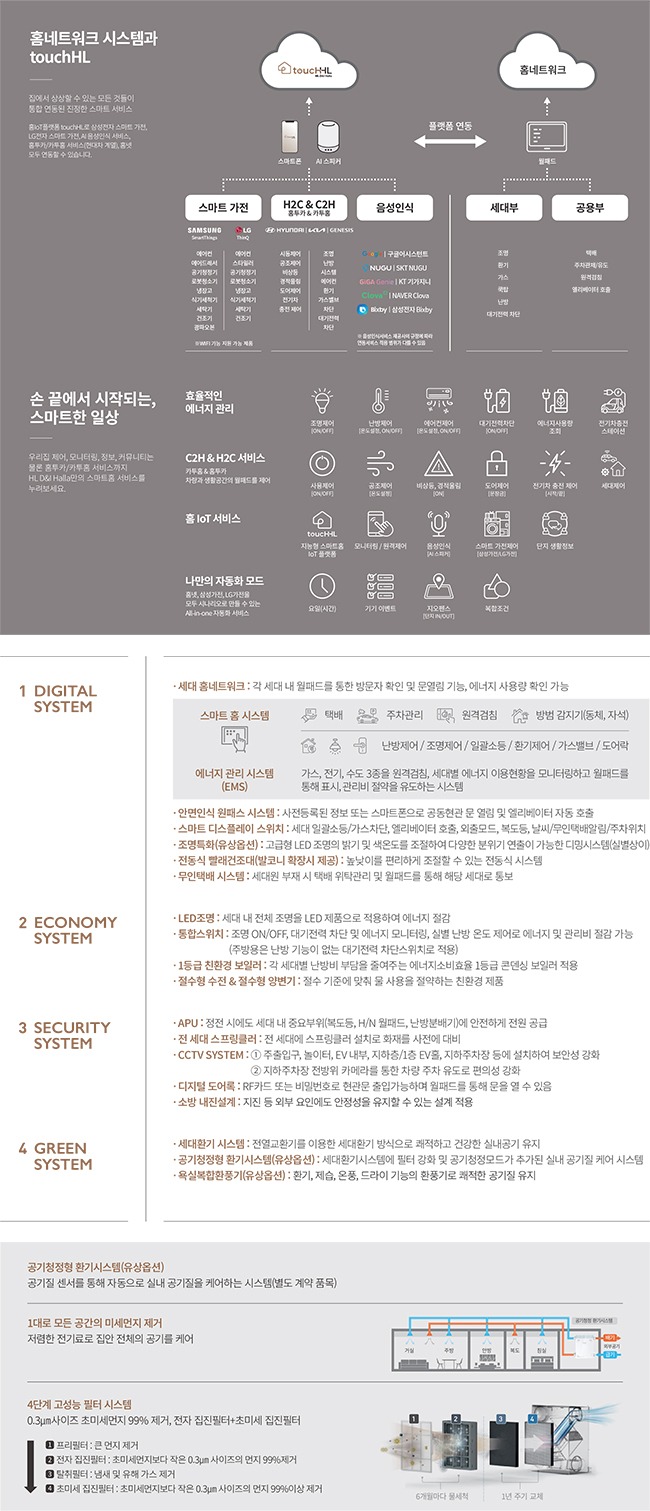 홈네트워크 시스템과
touchHL
집에서 상상할 수 있는 모든 것들이
통합 연동된 진정한 스마트 서비스
홈IoT플랫폼 touchHL로 삼성전자 스마트 가전,
LG전자 스마트 가전, AI 음성인식 서비스,
홈투카/카투홈 서비스(현대차 계열), 홈넷
모두 연동할 수 있습니다.
toucHHL
홈네트워크
스마트폰
AI 스피커
플랫폼 연동
월패드
스마트 가전
H2C & C2H
홈투카 & 카투홈
음성인식
세대부
공용부
SAMSUNG
SmartThings
LG
ThinQ
HYUNDAI | KIA | GENESIS
에어컨
에어드레서
공기청정기
로봇청소기
냉장고
식기세척기
세탁기
건조기
광파오븐
에어컨
스타일러
공기청정기
로봇청소기
냉장고
식기세척기
세탁기
건조기
※WIFI 기능 지원 가능 제품
시동제어
공조제어
비상등
경적울림
도어제어
전기차
충전 제어
조명
난방
시스템
에어컨
환기
가스밸브
차단
대기전력
차단
Google | 구글어시스턴트
NUGU | SKT NUGU
GiGA Genie | KT 기가지니
Clova | NAVER Clova
Bixby | 삼성전자 Bixby
※ 음성인식서비스 제공사의 규정에 따라
연동서비스 적용 범위가 다를 수 있음
조명
환기
가스
쿡탑
난방
대기전력 차단
택배
주차관제/유도
원격검침
엘리베이터 호출
손 끝에서 시작되는,
스마트한 일상
우리집 제어, 모니터링, 정보, 커뮤니티는
물론 홈투카/카투홈 서비스까지
HL D&I Halla만의 스마트홈 서비스를
누려보세요.
효율적인
에너지 관리
조명제어
[ON/OFF]
난방제어
[온도설정, ON/OFF]
에어컨제어
[온도설정, ON/OFF]
대기전력차단
[ON/OFF]
에너지사용량
조회
전기차충전
스테이션
C2H & H2C 서비스
카투홈 & 홈투카
차량과 생활공간의 월패드를 제어
사용제어
[ON/OFF]
공조제어
[온도설정]
비상등, 경적울림
[ON]
도어제어
[문잠금]
전기차 충전 제어
[시작/끝]
세대제어
홈 IoT 서비스
toucHHL
지능형 스마트홈
IoT 플랫폼
모니터링 / 원격제어
음성인식
[AI 스피커]
스마트 가전제어
[삼성가전/LG가전]
단지 생활정보
나만의 자동화 모드
홈넷, 삼성가전, LG가전을
모두 시나리오로 만들 수 있는
All-in-one 자동화 서비스
요일(시간)
기기 이벤트
지오펜스
[단지 IN/OUT]
복합조건
1 DIGITAL
SYSTEM
· 세대 홈네트워크 : 각 세대 내 월패드를 통한 방문자 확인 및 문열림 기능, 에너지 사용량 확인 가능
스마트 홈 시스템
택배
주차관리
원격검침
방범 감지기(동체, 자석)
난방제어 / 조명제어 / 일괄소등 / 환기제어 / 가스밸브 / 도어락
에너지 관리 시스템
(EMS)
가스, 전기, 수도 3종을 원격검침, 세대별 에너지 이용현황을 모니터링하고 월패드를
통해 표시, 관리비 절약을 유도하는 시스템
· 안면인식 원패스 시스템 : 사전등록된 정보 또는 스마트폰으로 공동현관 문 열림 및 엘리베이터 자동 호출
· 스마트 디스플레이 스위치 : 세대 일괄소등/가스차단, 엘리베이터 호출, 외출모드, 복도등, 날씨/무인택배알림/주차위치
· 조명특화(유상옵션) : 고급형 LED 조명의 밝기 및 색온도를 조절하여 다양한 분위기 연출이 가능한 디밍시스템(실별상이)
· 전동식 빨래건조대(발코니 확장시 제공) : 높낮이를 편리하게 조절할 수 있는 전동식 시스템
· 무인택배 시스템 : 세대원 부재 시 택배 위탁관리 및 월패드를 통해 해당 세대로 통보
2 ECONOMY
SYSTEM
· LED조명 : 세대 내 전체 조명을 LED 제품으로 적용하여 에너지 절감
· 통합스위치 : 조명 ON/OFF, 대기전력 차단 및 에너지 모니터링, 실별 난방 온도 제어로 에너지 및 관리비 절감 가능
(주방용은 난방 기능이 없는 대기전력 차단스위치로 적용)
· 1등급 친환경 보일러 : 각 세대별 난방비 부담을 줄여주는 에너지소비효율 1등급 콘덴싱 보일러 적용
· 절수형 수전 & 절수형 양변기 : 절수 기준에 맞춰 물 사용을 절약하는 친환경 제품
3 SECURITY
SYSTEM
· APU : 정전 시에도 세대 내 중요부위(복도등, H/N 월패드, 난방분배기)에 안전하게 전원 공급
· 전 세대 스프링클러 : 전 세대에 스프링클러 설치로 화재를 사전에 대비
· CCTV SYSTEM : ① 주출입구, 놀이터, EV 내부, 지하층/1층 EV홀, 지하주차장 등에 설치하여 보안성 강화
② 지하주차장 전방위 카메라를 통한 차량 주차 유도로 편의성 강화
· 디지털 도어록 : RF카드 또는 비밀번호로 현관문 출입가능하며 월패드를 통해 문을 열 수 있음
· 소방 내진설계 : 지진 등 외부 요인에도 안정성을 유지할 수 있는 설계 적용
4 GREEN
SYSTEM
· 세대환기 시스템 : 전열교환기를 이용한 세대환기 방식으로 쾌적하고 건강한 실내공기 유지
· 공기청정형 환기시스템(유상옵션) : 세대환기시스템에 필터 강화 및 공기청정모드가 추가된 실내 공기질 케어 시스템
· 욕실복합환풍기(유상옵션) : 환기, 제습, 온풍, 드라이 기능의 환풍기로 쾌적한 공기질 유지
공기청정형 환기시스템(유상옵션)
공기질 센서를 통해 자동으로 실내 공기질을 케어하는 시스템(별도 계약 품목)
1대로 모든 공간의 미세먼지 제거
저렴한 전기료로 집안 전체의 공기를 케어
공기청정 환기시스템
거실
주방
안방
복도
침실
배기
외부공기
급기
4단계 고성능 필터 시스템
0.3㎛사이즈 초미세먼지 99% 제거, 전자 집진필터+초미세 집진필터
1 프리필터 : 큰 먼지 제거
2 전자 집진필터 : 초미세먼지보다 작은 0.3㎛ 사이즈의 먼지 99%제거
3 탈취필터 : 냄새 및 유해 가스 제거
4 초미세 집진필터 : 초미세먼지보다 작은 0.3㎛ 사이즈의 먼지 99%이상 제거
1
2
3
4
6개월마다 물세척
1년 주기 교체